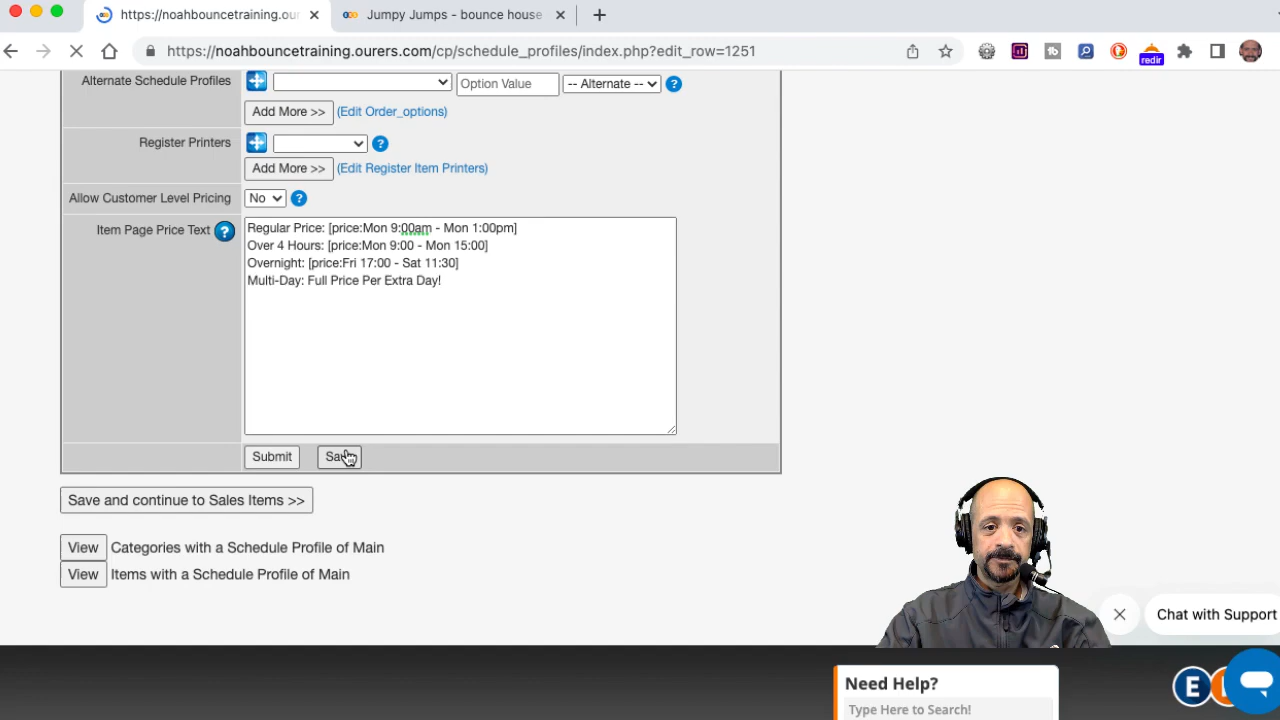 https://noahbouncetraining.ourer
Jumpy Jumps - bounce house
https://noahbouncetraining.ourers.com/cp/schedule_profiles/index.php?edit_row=1251
redir
Alternate Schedule Profiles
Option Value
-- Alternate --
?
Add More >>
(Edit Order_options)
Register Printers
?
Add More >>
(Edit Register Item Printers)
Allow Customer Level Pricing
No
?
Item Page Price Text
?
Regular Price: [price:Mon 9:00am - Mon 1:00pm]
Over 4 Hours: [price:Mon 9:00 - Mon 15:00]
Overnight: [price:Fri 17:00 - Sat 11:30]
Multi-Day: Full Price Per Extra Day!
Submit
Save
Save and continue to Sales Items >>
View Categories with a Schedule Profile of Main
View Items with a Schedule Profile of Main
Chat with Support
Need Help?
Type Here to Search!
E